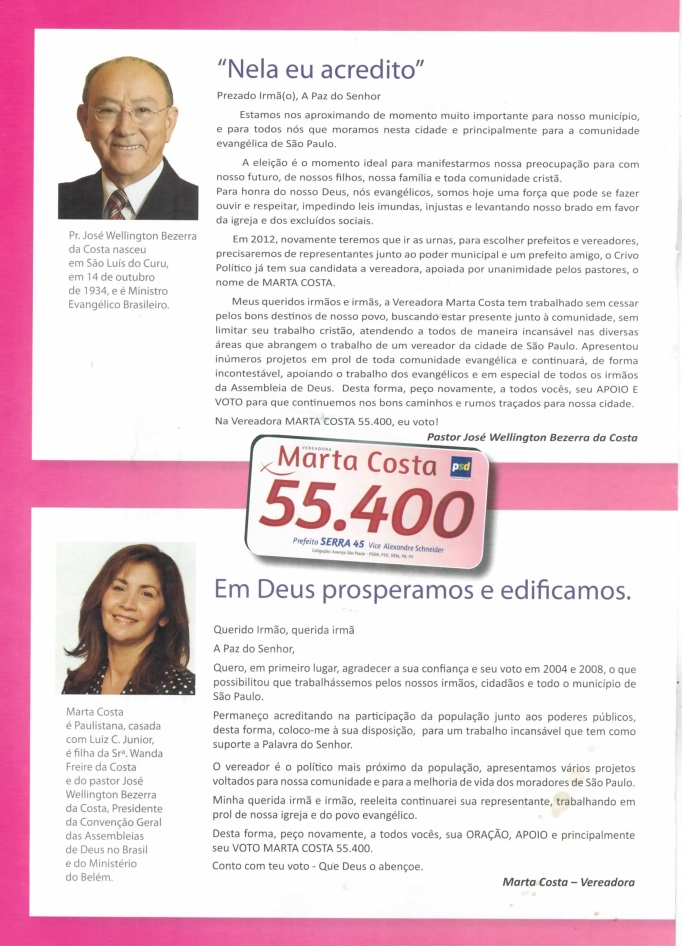 “Nela eu acredito”
Prezado Irmã(o), A Paz do Senhor
Estamos nos aproximando de momento muito importante para nosso município,
e para todos nós que moramos nesta cidade e principalmente para a comunidade
evangélica de São Paulo.
A eleição é o momento ideal para manifestarmos nossa preocupação para com
nosso futuro, de nossos filhos, nossa família e toda comunidade cristã.
Para honra do nosso Deus, nós evangélicos, somos hoje uma força que pode se fazer
ouvir e respeitar, impedindo leis imundas, injustas e levantando nosso brado em favor
da igreja e dos excluídos sociais.
Em 2012, novamente teremos que ir as urnas, para escolher prefeitos e vereadores,
precisaremos de representantes junto ao poder municipal e um prefeito amigo, o Crivo
Político já tem sua candidata a vereadora, apoiada por unanimidade pelos pastores, o
nome de MARTA COSTA.
Meus queridos irmãos e irmãs, a Vereadora Marta Costa tem trabalhado sem cessar
pelos bons destinos de nosso povo, buscando estar presente junto à comunidade, sem
limitar seu trabalho cristão, atendendo a todos de maneira incansável nas diversas
áreas que abrangem o trabalho de um vereador da cidade de São Paulo. Apresentou
inúmeros projetos em prol de toda comunidade evangélica e continuará, de forma
incontestável, apoiando o trabalho dos evangélicos e em especial de todos os irmãos
da Assembleia de Deus. Desta forma, peço novamente, a todos vocês, seu APOIO E
VOTO para que continuemos nos bons caminhos e rumos traçados para nossa cidade.
Na Vereadora MARTA COSTA 55.400, eu voto!
Pastor José Wellington Bezerra da Costa
Pr. José Wellington Bezerra
da Costa nasceu
em São Luís do Curu,
em 14 de outubro
de 1934, e é Ministro
Evangélico Brasileiro.
VEREADORA
Marta Costa
psd
55.400
Prefeito SERRA 45 Vice Alexandre Schneider
Coligação: Avança São Paulo - PSDB, PSD, DEM, PR, PV
Em Deus prosperamos e edificamos.
Querido Irmão, querida irmã
A Paz do Senhor,
Quero, em primeiro lugar, agradecer a sua confiança e seu voto em 2004 e 2008, o que
possibilitou que trabalhássemos pelos nossos irmãos, cidadãos e todo o município de
São Paulo.
Permaneço acreditando na participação da população junto aos poderes públicos,
desta forma, coloco-me à sua disposição, para um trabalho incansável que tem como
suporte a Palavra do Senhor.
O vereador é o político mais próximo da população, apresentamos vários projetos
voltados para nossa comunidade e para a melhoria de vida dos moradores de São Paulo.
Minha querida irmã e irmão, reeleita continuarei sua representante, trabalhando em
prol de nossa igreja e do povo evangélico.
Desta forma, peço novamente, a todos vocês, sua ORAÇÃO, APOIO e principalmente
seu VOTO MARTA COSTA 55.400.
Conto com teu voto - Que Deus o abençoe.
Marta Costa – Vereadora
Marta Costa
é Paulistana, casada
com Luiz C. Junior,
é filha da Srª. Wanda
Freire da Costa
e do pastor José
Wellington Bezerra
da Costa, Presidente
da Convenção Geral
das Assembleias
de Deus no Brasil
e do Ministério
do Belém.